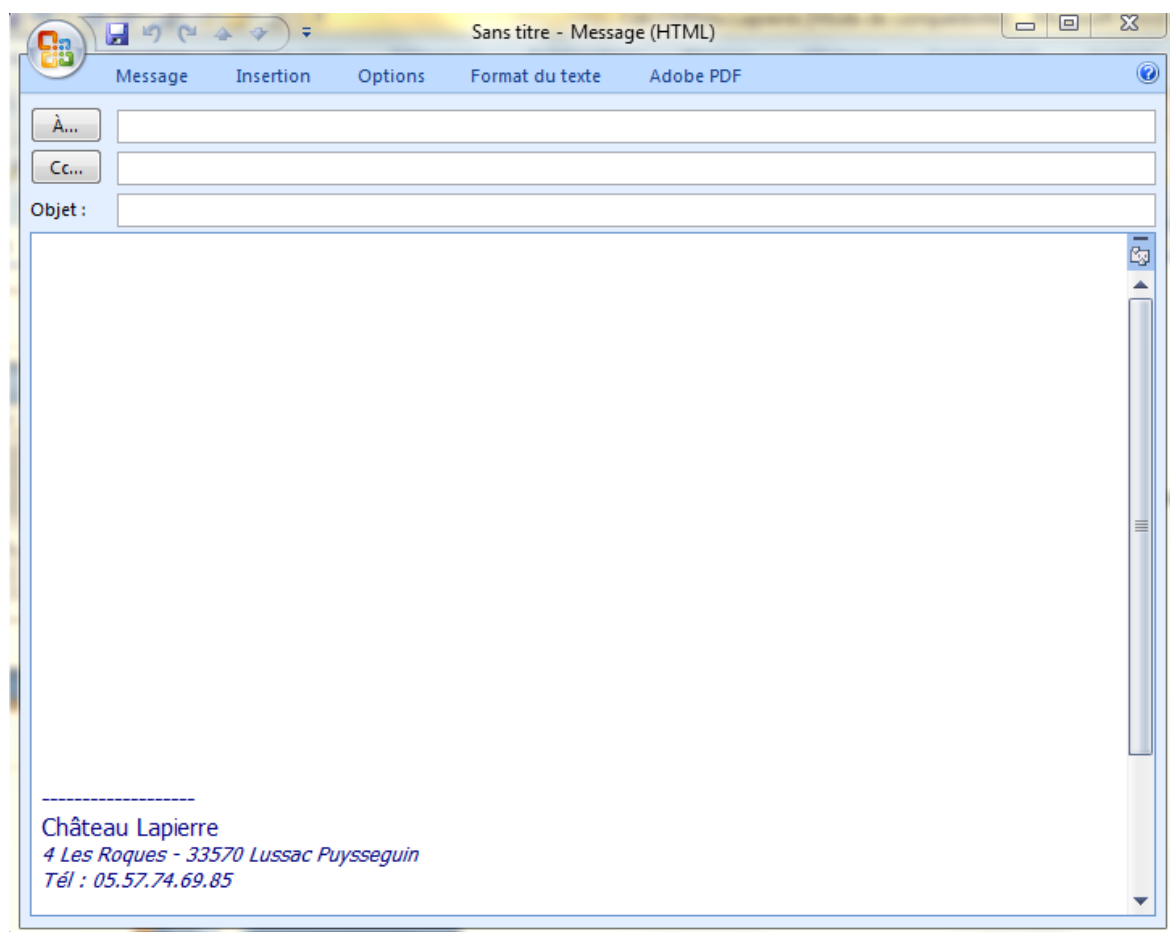 Sans titre - Message (HTML)
Message Insertion Options Format du texte Adobe PDF
À...
Cc...
Objet :
-------------------
Château Lapierre
4 Les Roques - 33570 Lussac Puysseguin
Tél : 05.57.74.69.85